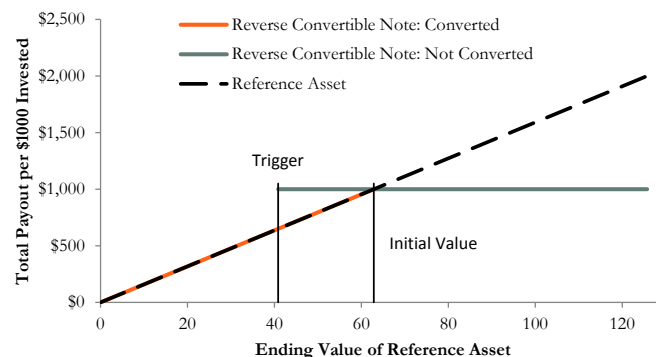 $2,500
$2,000
$1,500
$1,000
$500
$0
Total Payout per $1000 Invested
Reverse Convertible Note: Converted
Reverse Convertible Note: Not Converted
Reference Asset
Trigger
Initial Value
0 20 40 60 80 100 120
Ending Value of Reference Asset